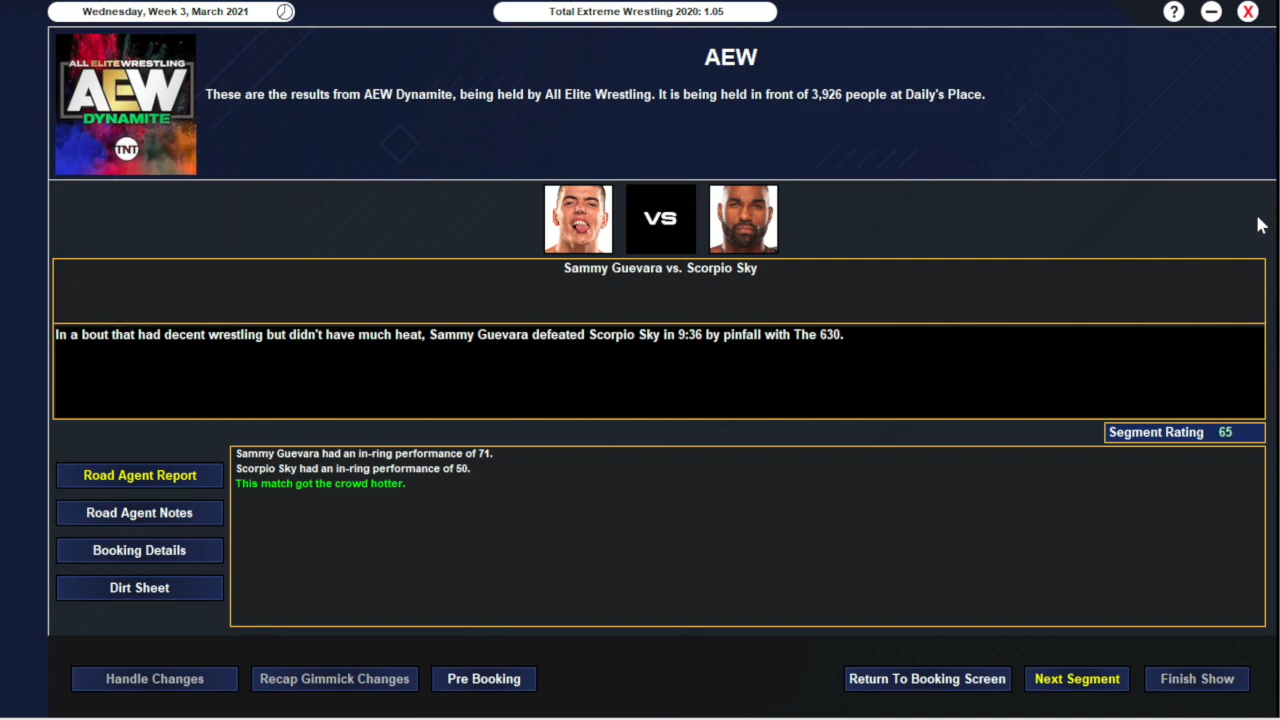 Wednesday, Week 3, March 2021
Total Extreme Wrestling 2020: 1.05
?
X
ALL ELITE WRESTLING
AEW
DYNAMITE
TNT
AEW
These are the results from AEW Dynamite, being held by All Elite Wrestling. It is being held in front of 3,926 people at Daily's Place.
VS
Sammy Guevara vs. Scorpio Sky
In a bout that had decent wrestling but didn't have much heat, Sammy Guevara defeated Scorpio Sky in 9:36 by pinfall with The 630.
Segment Rating 65
Road Agent Report
Road Agent Notes
Booking Details
Dirt Sheet
Sammy Guevara had an in-ring performance of 71.
Scorpio Sky had an in-ring performance of 50.
This match got the crowd hotter.
Handle Changes
Recap Gimmick Changes
Pre Booking
Return To Booking Screen
Next Segment
Finish Show